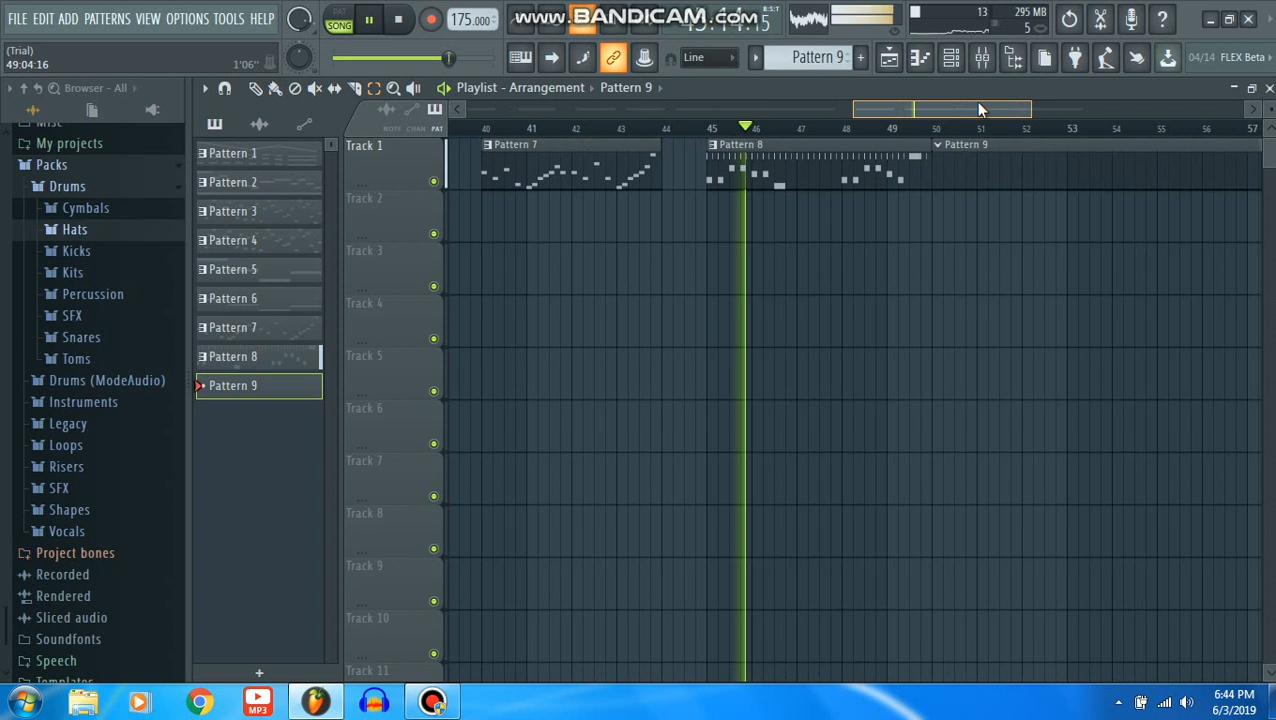 FILE EDIT ADD PATTERNS VIEW OPTIONS TOOLS HELP
PAT
SONG
175.000
www.BANDICAM.com
B:S:T
13
295 MB
5
(Trial)
49:04:16
1'06''
Line
Pattern 9
+
04/14
FLEX Beta
Browser - All
Playlist - Arrangement
Pattern 9
NOTE CHAN PAT
40 41 42 43 44 45 46 47 48 49 50 51 52 53 54 55 56 57
Misc
My projects
Packs
Drums
Cymbals
Hats
Kicks
Kits
Percussion
SFX
Snares
Toms
Drums (ModeAudio)
Instruments
Legacy
Loops
Risers
SFX
Shapes
Vocals
Project bones
Recorded
Rendered
Sliced audio
Soundfonts
Speech
Templates
Pattern 1
Pattern 2
Pattern 3
Pattern 4
Pattern 5
Pattern 6
Pattern 7
Pattern 8
Pattern 9
+
Track 1
Track 2
Track 3
Track 4
Track 5
Track 6
Track 7
Track 8
Track 9
Track 10
Track 11
Pattern 7
Pattern 8
Pattern 9
MP3
6:44 PM
6/3/2019